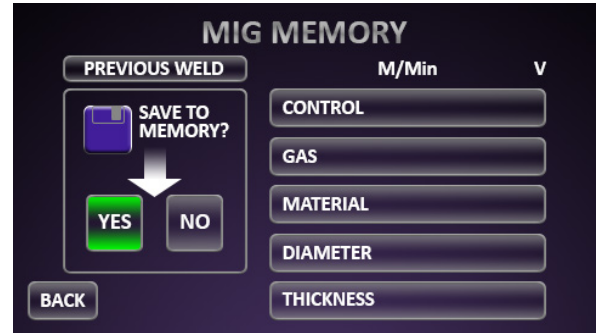 MIG MEMORY
PREVIOUS WELD
M/Min V
SAVE TO
MEMORY?
YES NO
BACK
CONTROL
GAS
MATERIAL
DIAMETER
THICKNESS